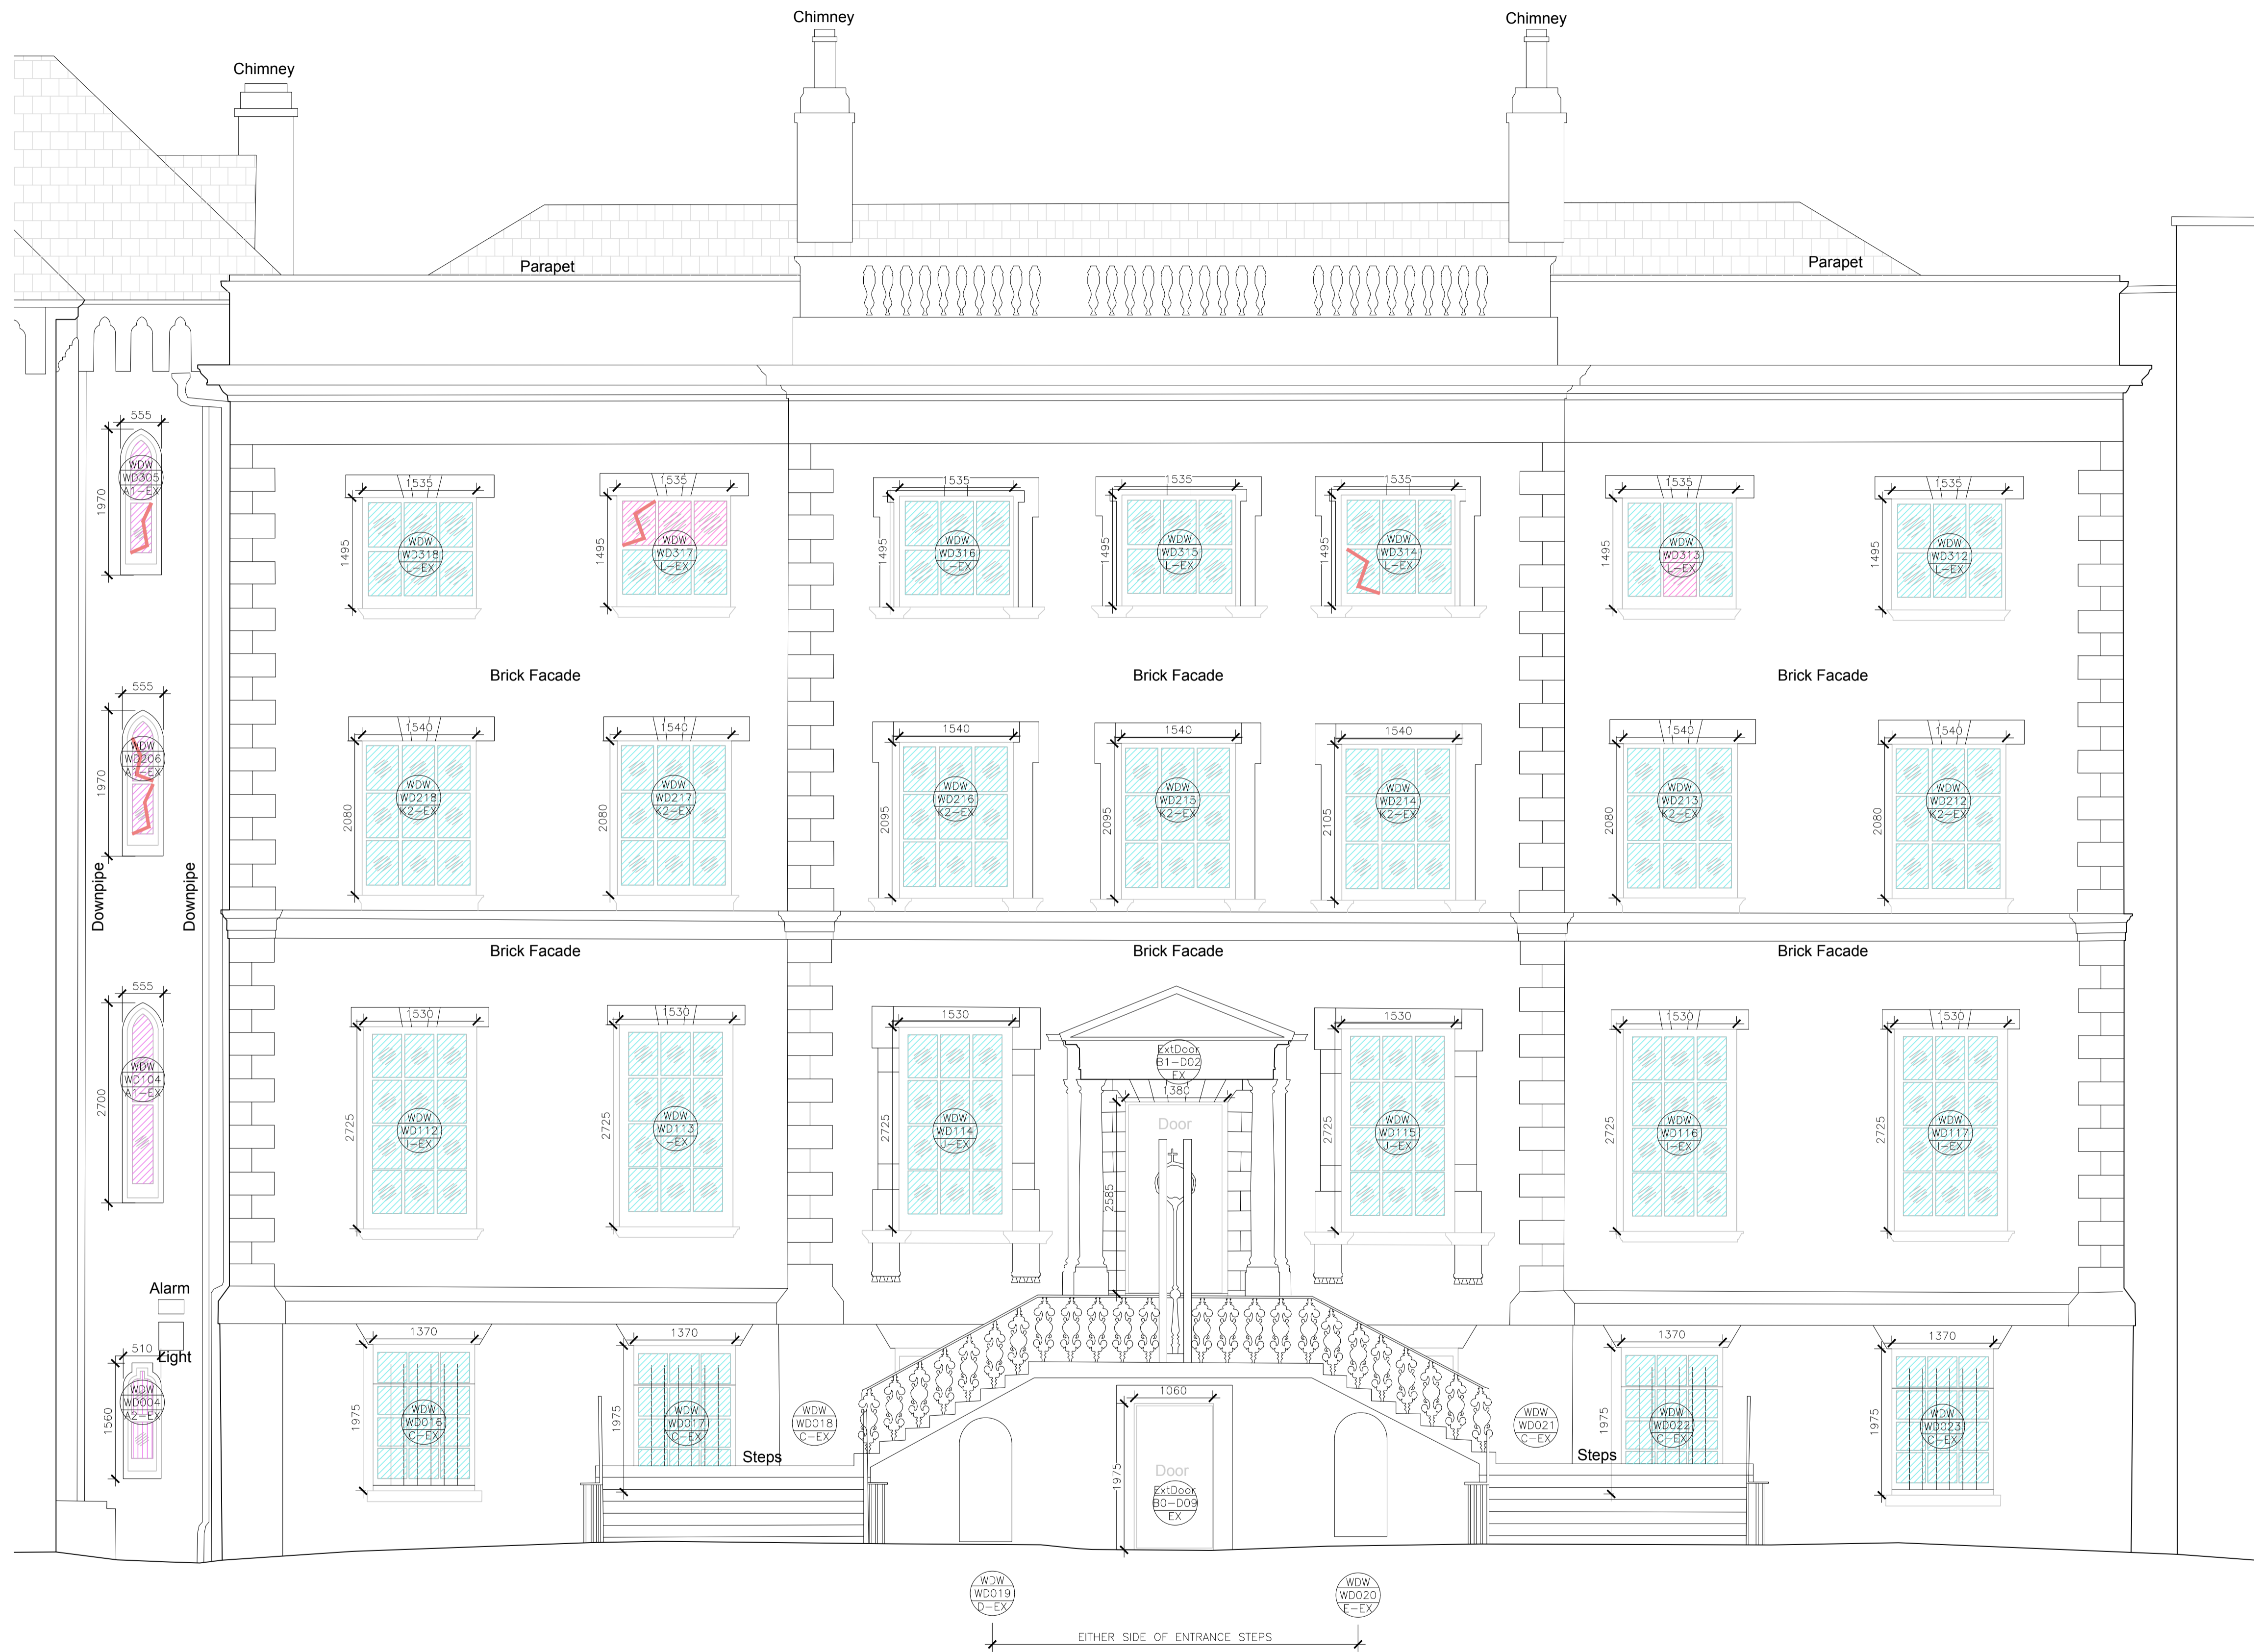 Chimney
Chimney
Chimney
Parapet
Parapet
555
1970
WDW
WD305
A1-EX
1535
1495
WDW
WD318
L-EX
1535
1495
WDW
WD317
L-EX
1535
1495
WDW
WD316
L-EX
1535
1495
WDW
WD315
L-EX
1535
1495
WDW
WD314
L-EX
1535
1495
WDW
WD313
L-EX
1535
1495
WDW
WD312
L-EX
Brick Facade
Brick Facade
Brick Facade
555
1970
WDW
WD206
A1-EX
1540
2080
WDW
WD218
K2-EX
1540
2080
WDW
WD217
K2-EX
1540
2095
WDW
WD216
K2-EX
1540
2095
WDW
WD215
K2-EX
1540
2105
WDW
WD214
K2-EX
1540
2080
WDW
WD213
K2-EX
1540
2080
WDW
WD212
K2-EX
Downpipe
Downpipe
Brick Facade
Brick Facade
Brick Facade
555
2700
WDW
WD104
A1-EX
1530
2725
WDW
WD112
I-EX
1530
2725
WDW
WD113
I-EX
1530
2725
WDW
WD114
J-EX
ExtDoor
B1-D02
EX
1380
Door
2585
1530
2725
WDW
WD115
J-EX
1530
2725
WDW
WD116
I-EX
1530
2725
WDW
WD117
I-EX
Alarm
Light
510
1560
WDW
WD004
A2-EX
1370
1975
WDW
WD016
C-EX
1370
1975
WDW
WD017
C-EX
WDW
WD018
C-EX
Steps
1060
1975
Door
ExtDoor
B0-D09
EX
WDW
WD021
C-EX
Steps
1370
1975
WDW
WD022
C-EX
1370
1975
WDW
WD023
C-EX
WDW
WD019
D-EX
WDW
WD020
E-EX
EITHER SIDE OF ENTRANCE STEPS